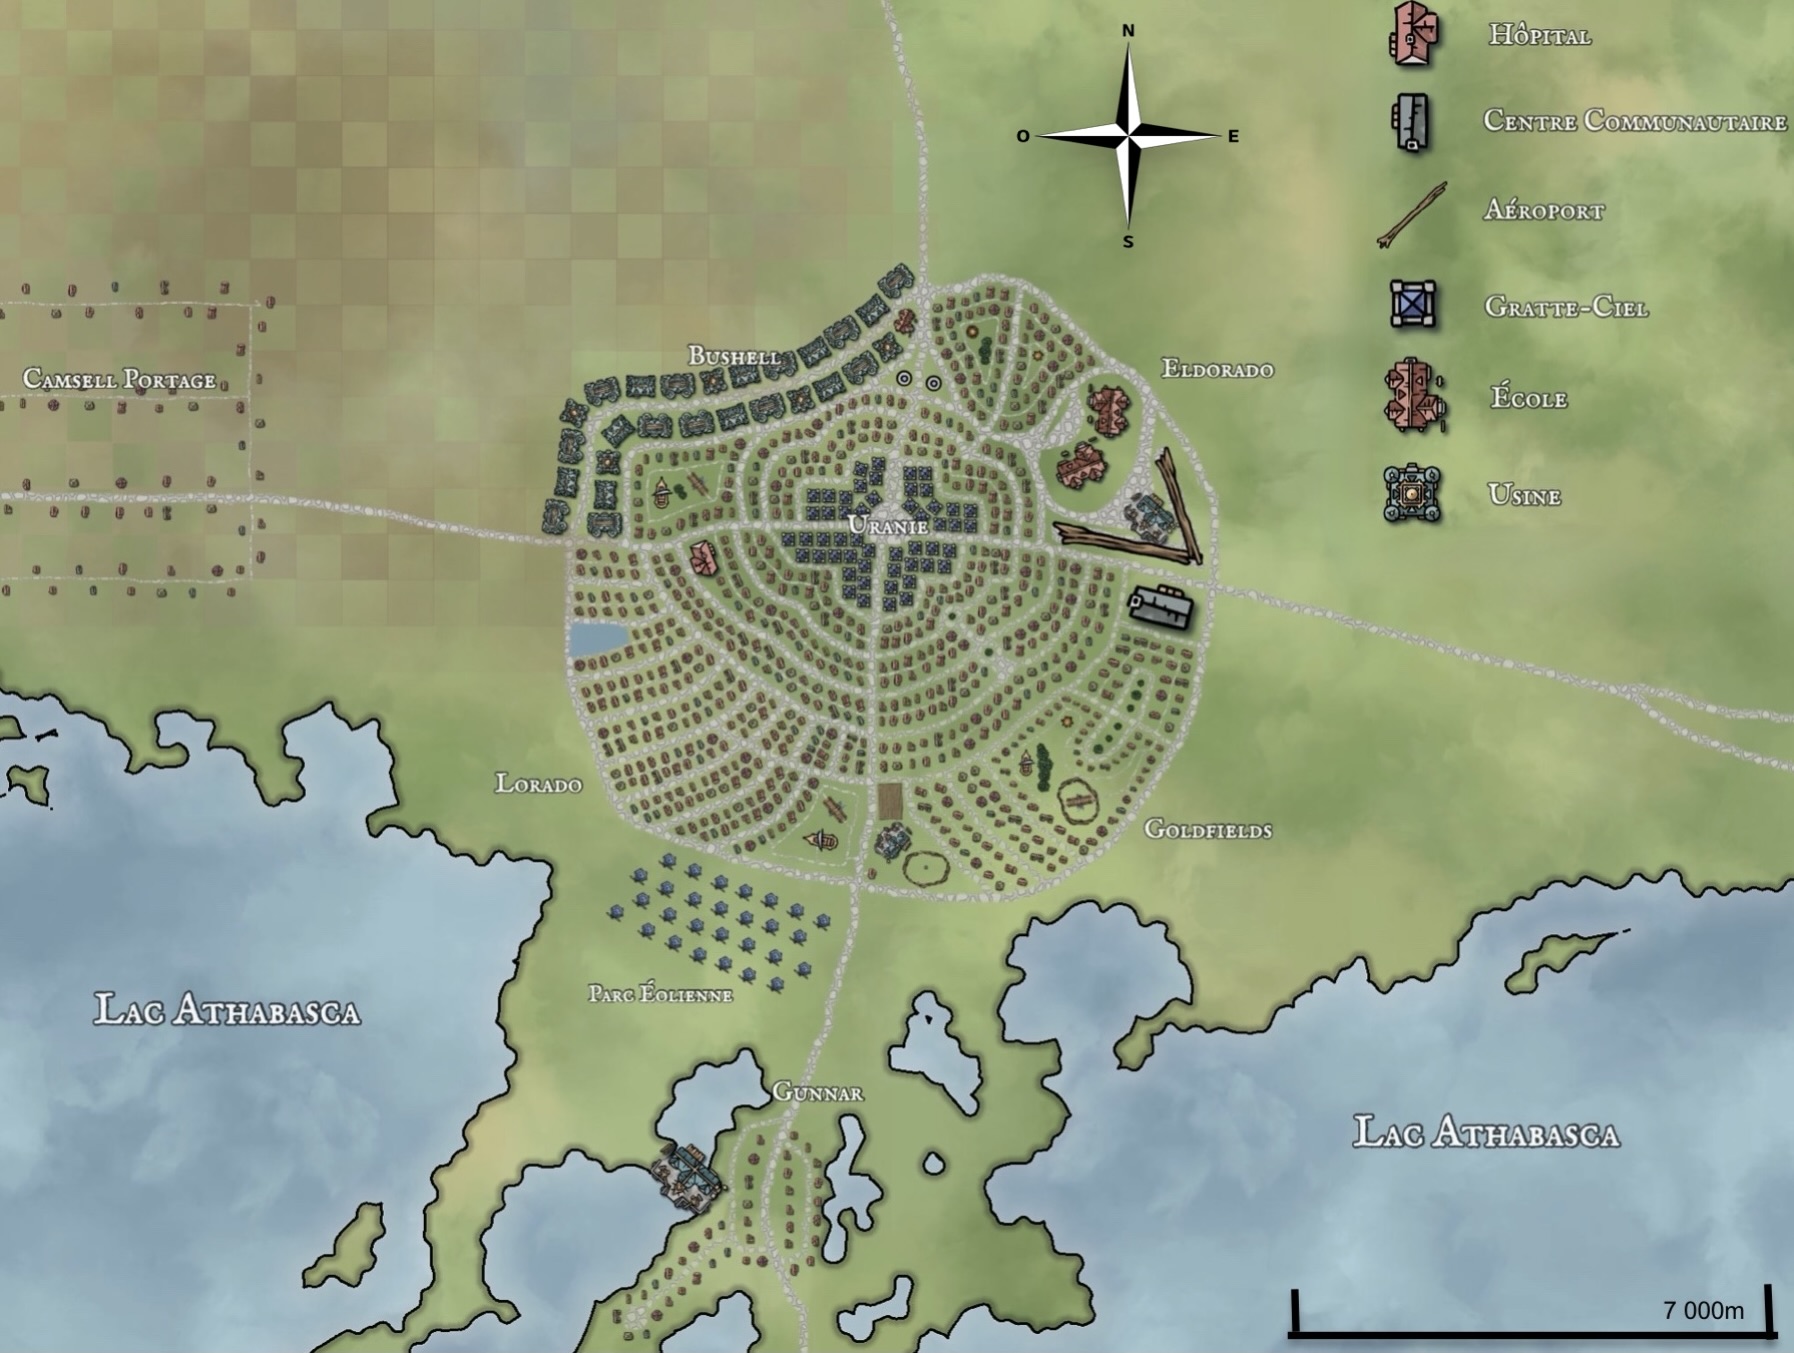 Hôpital
N
Centre Communautaire
O
E
Aéroport
S
Gratte-Ciel
Bushell
Eldorado
Camsell Portage
École
Usine
Uranie
Lorado
Goldfields
Parc Éolienne
Lac Athabasca
Gunnar
Lac Athabasca
7 000m